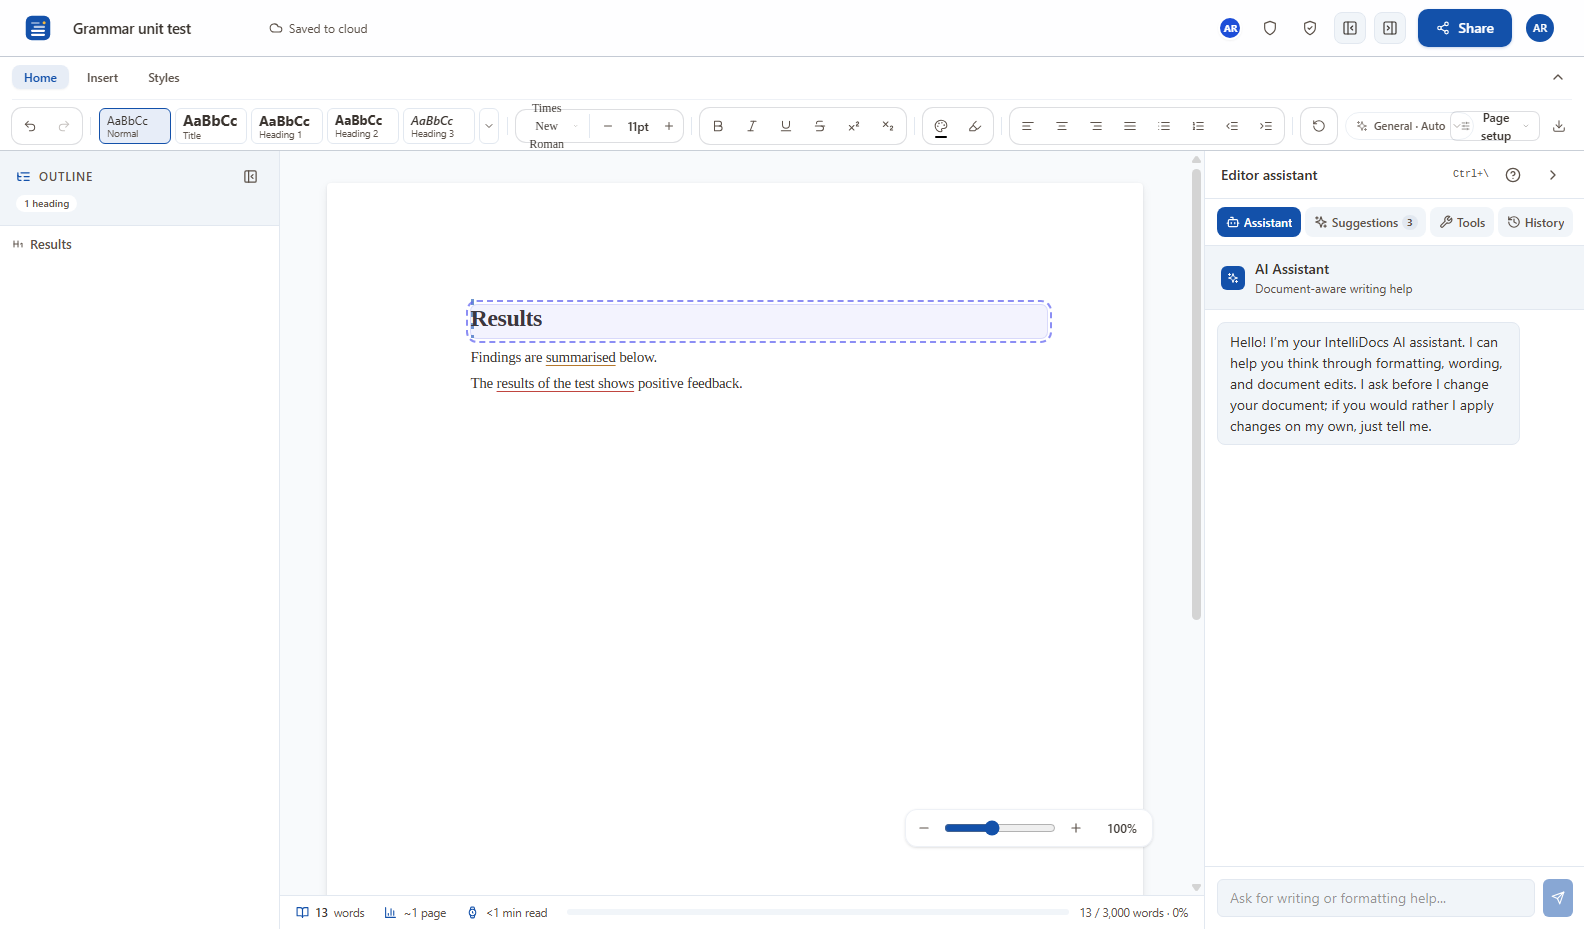 Grammar unit test
Saved to cloud
AR
Share
AR
Home
Insert
Styles
AaBbCc
Normal
AaBbCc
Title
AaBbCc
Heading 1
AaBbCc
Heading 2
AaBbCc
Heading 3
Times
New
Roman
11pt
General · Auto
Page
setup
OUTLINE
1 heading
H1 Results
Results
Findings are summarised below.
The results of the test shows positive feedback.
100%
13 words
~1 page
<1 min read
13 / 3,000 words · 0%
Editor assistant
Ctrl+\
Assistant
Suggestions 3
Tools
History
AI Assistant
Document-aware writing help
Hello! I'm your IntelliDocs AI assistant. I can
help you think through formatting, wording,
and document edits. I ask before I change
your document; if you would rather I apply
changes on my own, just tell me.
Ask for writing or formatting help...